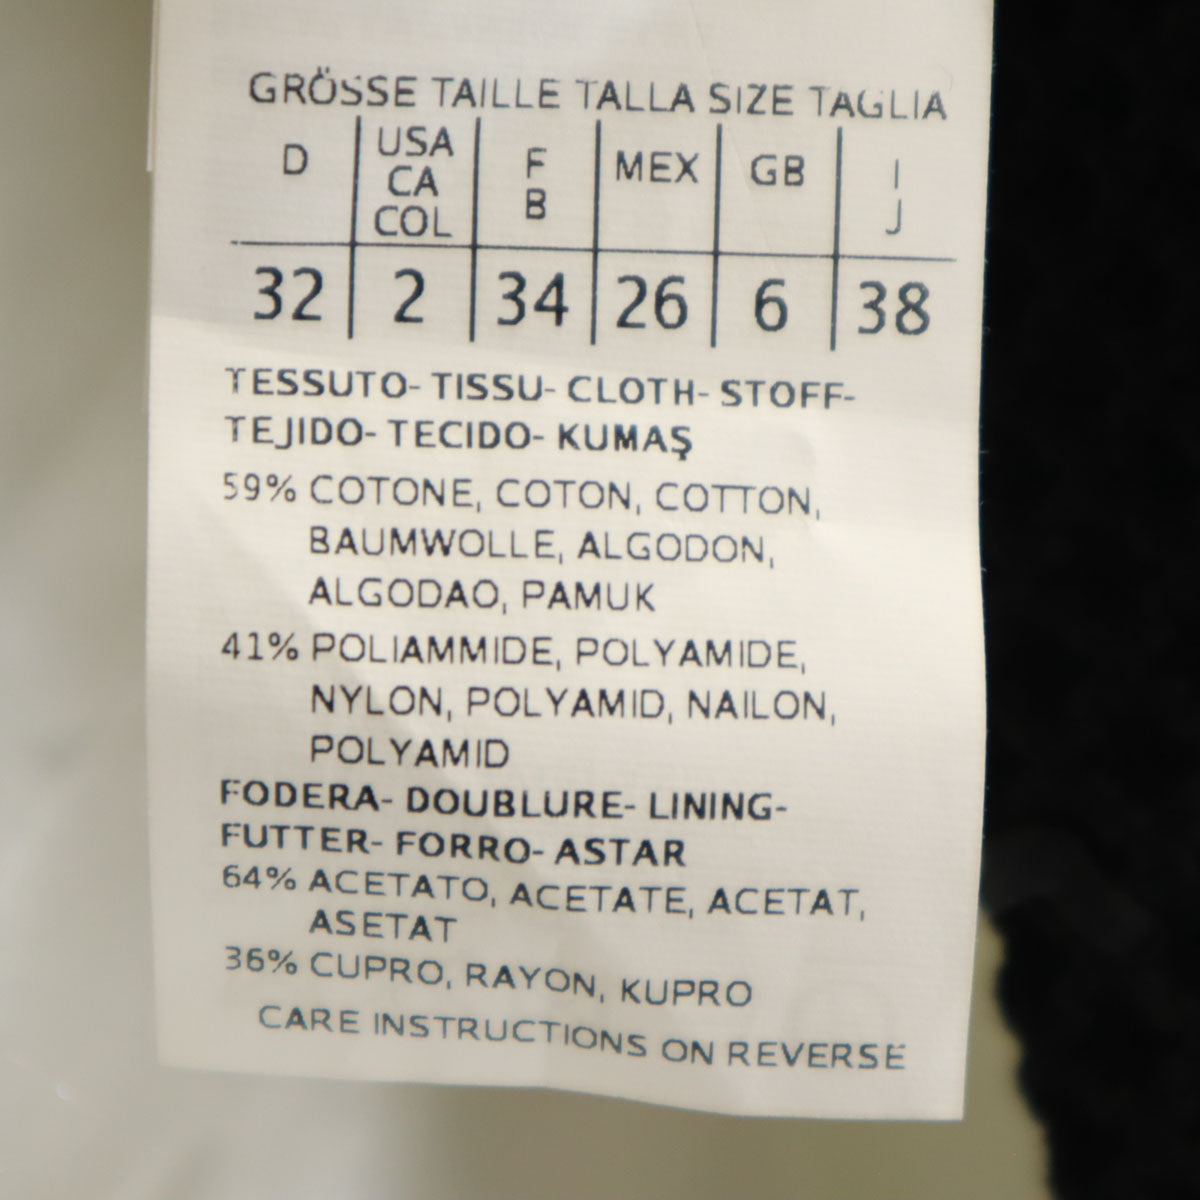 GRÖSSE TAILLE TALLA SIZE TAGLIA
D | USA CA COL | F B | MEX | GB | I J
32 | 2 | 34 | 26 | 6 | 38
TESSUTO- TISSU- CLOTH- STOFF-
TEJIDO- TECIDO- KUMAŞ
59% COTONE, COTON, COTTON,
BAUMWOLLE, ALGODON,
ALGODAO, PAMUK
41% POLIAMMIDE, POLYAMIDE,
NYLON, POLYAMID, NAILON,
POLYAMID
FODERA- DOUBLURE- LINING-
FUTTER- FORRO- ASTAR
64% ACETATO, ACETATE, ACETAT,
ASETAT
36% CUPRO, RAYON, KUPRO
CARE INSTRUCTIONS ON REVERSE